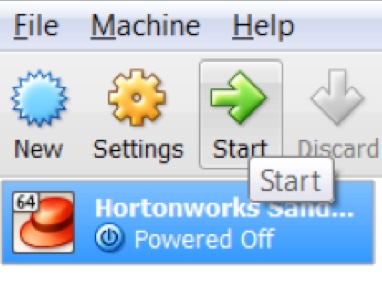 File Machine Help
New Settings Start Discard
Start
64 Hortonworks Sand...
Powered Off